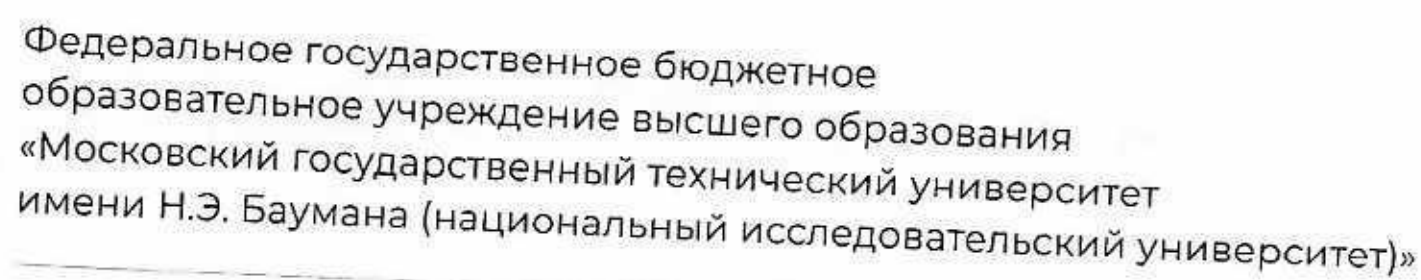 Федеральное государственное бюджетное
образовательное учреждение высшего образования
«Московский государственный технический университет
имени Н.Э. Баумана (национальный исследовательский университет)»